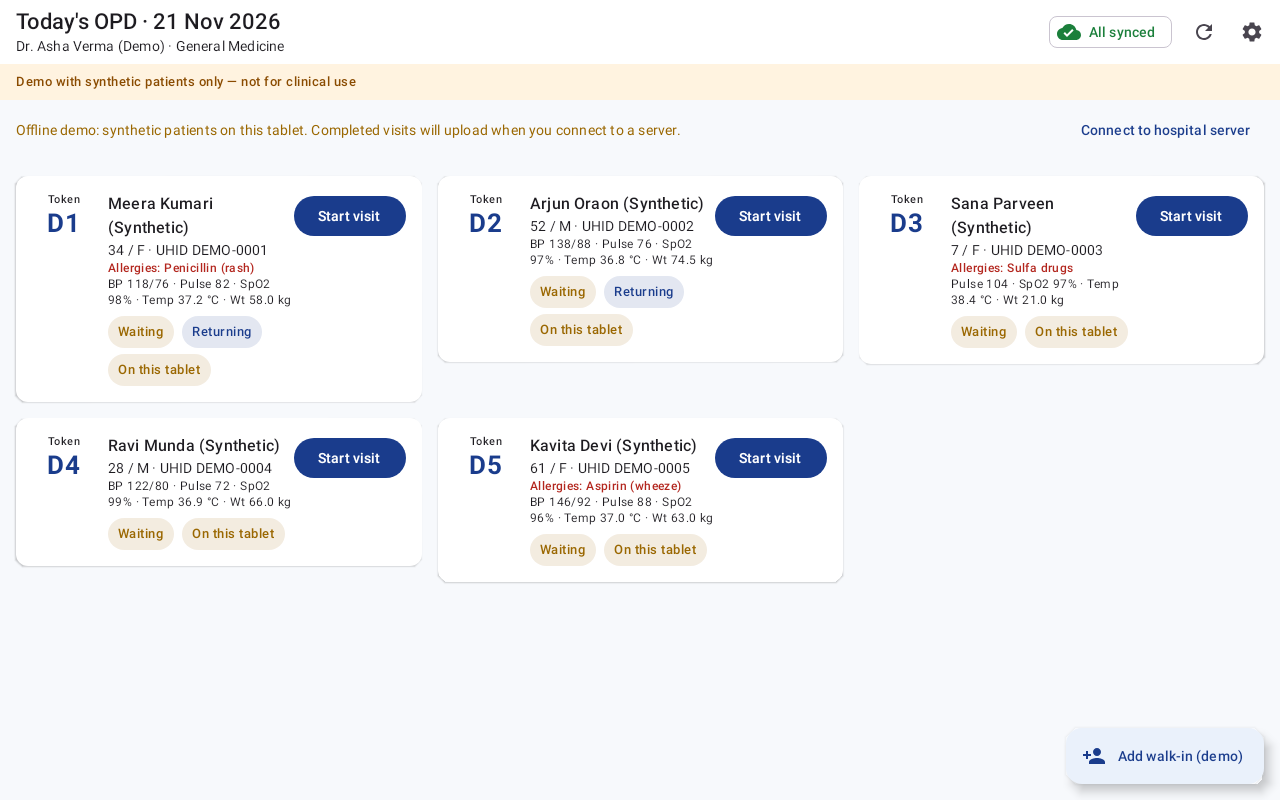 Today's OPD · 21 Nov 2026
Dr. Asha Verma (Demo) · General Medicine
All synced
Demo with synthetic patients only — not for clinical use
Offline demo: synthetic patients on this tablet. Completed visits will upload when you connect to a server.
Connect to hospital server
Token
D1
Meera Kumari
(Synthetic)
34 / F · UHID DEMO-0001
Allergies: Penicillin (rash)
BP 118/76 · Pulse 82 · SpO2
98% · Temp 37.2 °C · Wt 58.0 kg
Waiting
Returning
On this tablet
Start visit
Token
D2
Arjun Oraon (Synthetic)
52 / M · UHID DEMO-0002
BP 138/88 · Pulse 76 · SpO2
97% · Temp 36.8 °C · Wt 74.5 kg
Waiting
Returning
On this tablet
Start visit
Token
D3
Sana Parveen
(Synthetic)
7 / F · UHID DEMO-0003
Allergies: Sulfa drugs
Pulse 104 · SpO2 97% · Temp
38.4 °C · Wt 21.0 kg
Waiting
On this tablet
Start visit
Token
D4
Ravi Munda (Synthetic)
28 / M · UHID DEMO-0004
BP 122/80 · Pulse 72 · SpO2
99% · Temp 36.9 °C · Wt 66.0 kg
Waiting
On this tablet
Start visit
Token
D5
Kavita Devi (Synthetic)
61 / F · UHID DEMO-0005
Allergies: Aspirin (wheeze)
BP 146/92 · Pulse 88 · SpO2
96% · Temp 37.0 °C · Wt 63.0 kg
Waiting
On this tablet
Start visit
Add walk-in (demo)